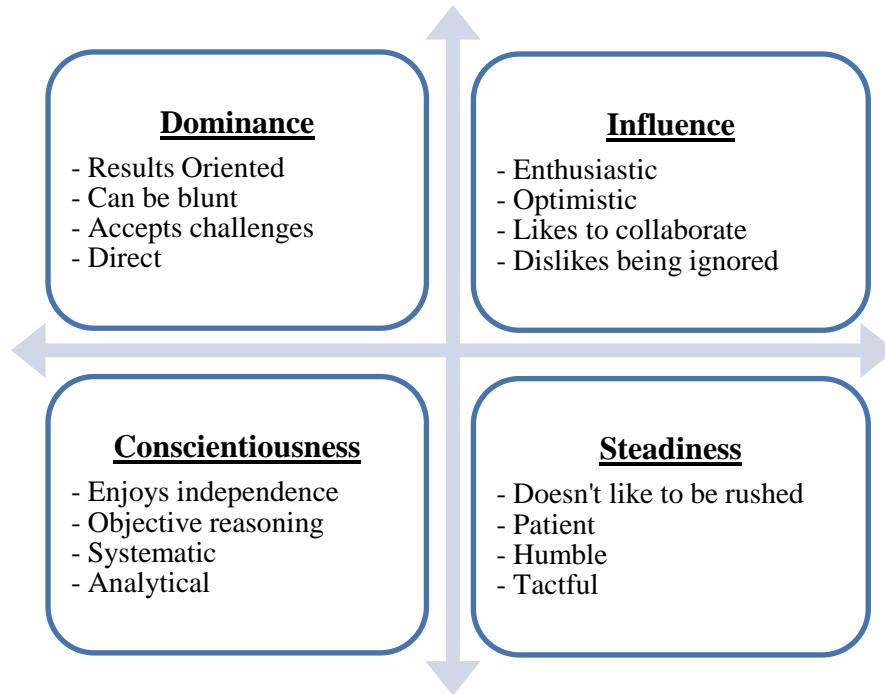 Dominance
- Results Oriented
- Can be blunt
- Accepts challenges
- Direct
Influence
- Enthusiastic
- Optimistic
- Likes to collaborate
- Dislikes being ignored
Conscientiousness
- Enjoys independence
- Objective reasoning
- Systematic
- Analytical
Steadiness
- Doesn't like to be rushed
- Patient
- Humble
- Tactful